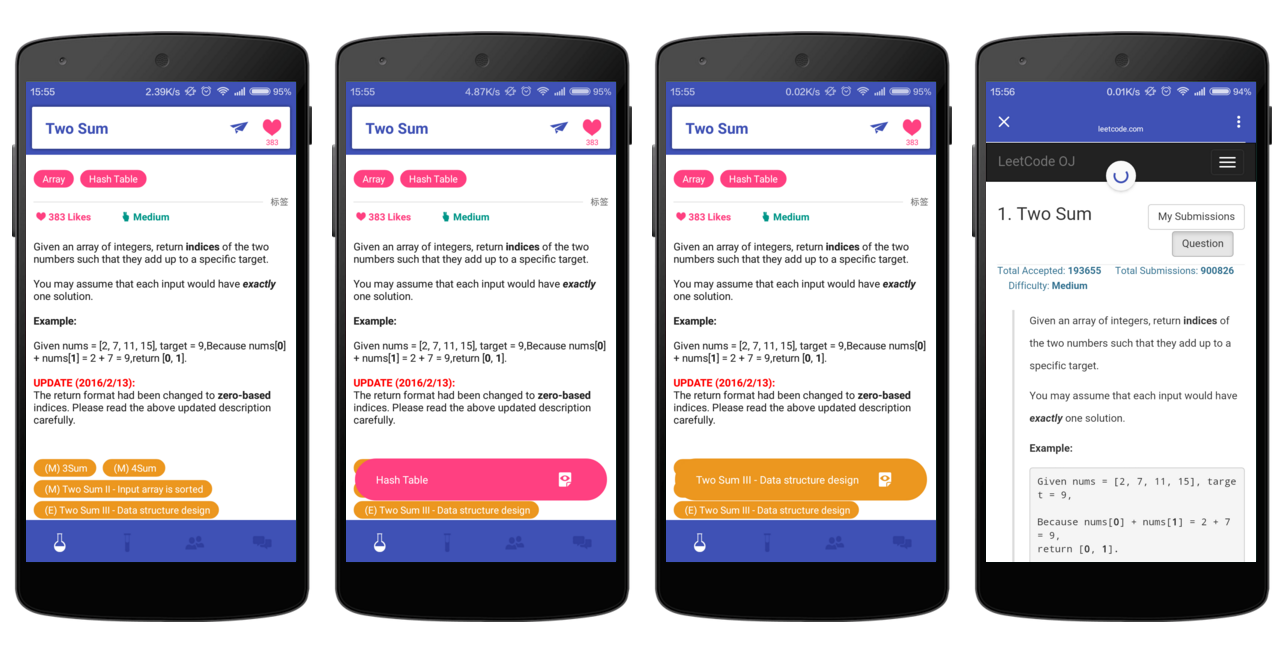 15:55
2.39K/s
95%
Two Sum
383
Array
Hash Table
标签
383 Likes
Medium
Given an array of integers, return indices of the two
numbers such that they add up to a specific target.
You may assume that each input would have exactly
one solution.
Example:
Given nums = [2, 7, 11, 15], target = 9,Because nums[0]
+ nums[1] = 2 + 7 = 9,return [0, 1].
UPDATE (2016/2/13):
The return format had been changed to zero-based
indices. Please read the above updated description
carefully.
(M) 3Sum
(M) 4Sum
(M) Two Sum II - Input array is sorted
(E) Two Sum III - Data structure design
15:55
4.87K/s
95%
Two Sum
383
Array
Hash Table
标签
383 Likes
Medium
Given an array of integers, return indices of the two
numbers such that they add up to a specific target.
You may assume that each input would have exactly
one solution.
Example:
Given nums = [2, 7, 11, 15], target = 9,Because nums[0]
+ nums[1] = 2 + 7 = 9,return [0, 1].
UPDATE (2016/2/13):
The return format had been changed to zero-based
indices. Please read the above updated description
carefully.
Hash Table
(E) Two Sum III - Data structure design
15:55
0.02K/s
95%
Two Sum
383
Array
Hash Table
标签
383 Likes
Medium
Given an array of integers, return indices of the two
numbers such that they add up to a specific target.
You may assume that each input would have exactly
one solution.
Example:
Given nums = [2, 7, 11, 15], target = 9,Because nums[0]
+ nums[1] = 2 + 7 = 9,return [0, 1].
UPDATE (2016/2/13):
The return format had been changed to zero-based
indices. Please read the above updated description
carefully.
Two Sum III - Data structure design
(E) Two Sum III - Data structure design
15:56
0.01K/s
94%
leetcode.com
LeetCode OJ
1. Two Sum
My Submissions
Question
Total Accepted: 193655 Total Submissions: 900826
Difficulty: Medium
Given an array of integers, return indices of
the two numbers such that they add up to a
specific target.
You may assume that each input would have
exactly one solution.
Example:
Given nums = [2, 7, 11, 15], targe
t = 9,
Because nums[0] + nums[1] = 2 + 7
= 9,
return [0, 1].